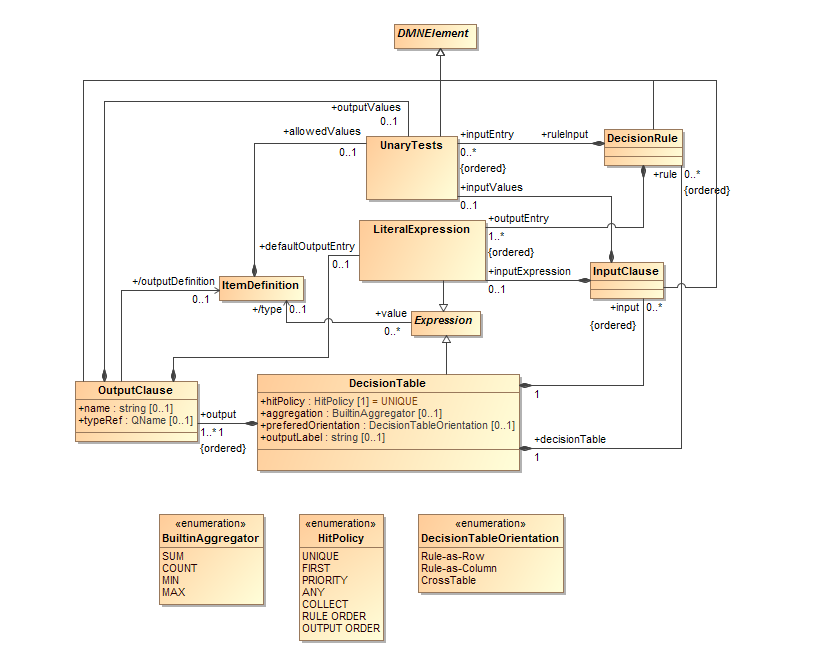 DMNElement
+outputValues
0..1
+allowedValues
0..1
UnaryTests
+inputEntry
0..*
{ordered}
+ruleInput
DecisionRule
+rule
0..*
{ordered}
+inputValues
0..1
LiteralExpression
+outputEntry
1..*
{ordered}
+defaultOutputEntry
0..1
+inputExpression
0..1
InputClause
+/outputDefinition
0..1
ItemDefinition
+/type
0..1
+input
0..*
{ordered}
+value
0..*
Expression
OutputClause
+name : string [0..1]
+typeRef : QName [0..1]
+output
1..* 1
{ordered}
DecisionTable
+hitPolicy : HitPolicy [1] = UNIQUE
+aggregation : BuiltinAggregator [0..1]
+preferedOrientation : DecisionTableOrientation [0..1]
+outputLabel : string [0..1]
1
+decisionTable
1
«enumeration»
BuiltinAggregator
SUM
COUNT
MIN
MAX
«enumeration»
HitPolicy
UNIQUE
FIRST
PRIORITY
ANY
COLLECT
RULE ORDER
OUTPUT ORDER
«enumeration»
DecisionTableOrientation
Rule-as-Row
Rule-as-Column
CrossTable